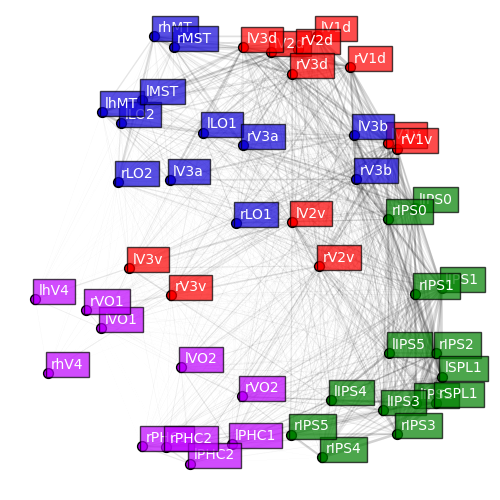 rhMT
rMST
lV3d
rV2d
lV1d
rV3d
rV1d
lMST
lhMT
lLO2
lLO1
rV3a
lV3b
rV1v
rLO2
lV3a
rV3b
lIPS0
rIPS0
rLO1
lV2v
rV2v
lV3v
rV3v
lhV4
rVO1
lVO1
rIPS1
lIPS5
rIPS2
lSPL1
rhV4
lVO2
rVO2
lIPS4
lIPS3
rSPL1
rPHC2
lPHC1
lPHC2
rIPS5
rIPS4
rIPS3